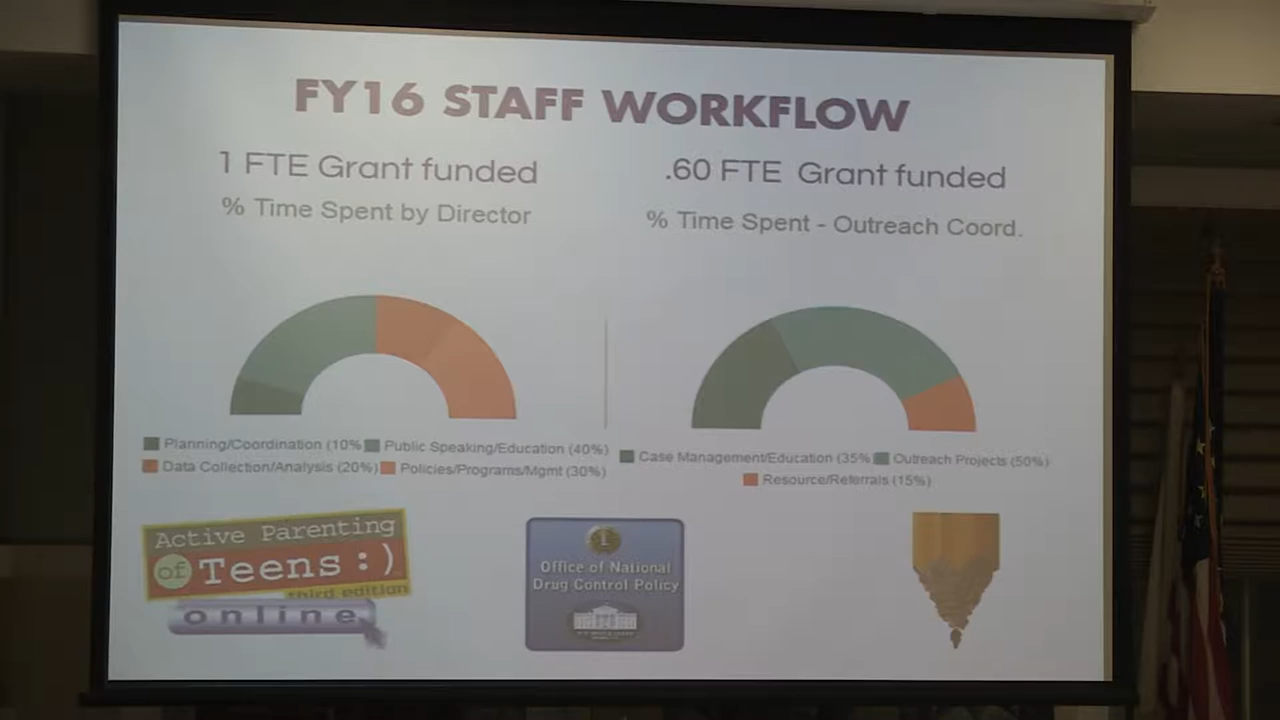 FY16 STAFF WORKFLOW
1 FTE Grant funded
% Time Spent by Director
.60 FTE Grant funded
% Time Spent - Outreach Coord.
Planning/Coordination (10%
Public Speaking/Education (40%)
Data Collection/Analysis (20%)
Policies/Programs/Mgmt (30%)
Case Management/Education (35%
Outreach Projects (50%)
Resource/Referrals (15%)
Active Parenting
of Teens :)
third edition
online
Office of National
Drug Control Policy